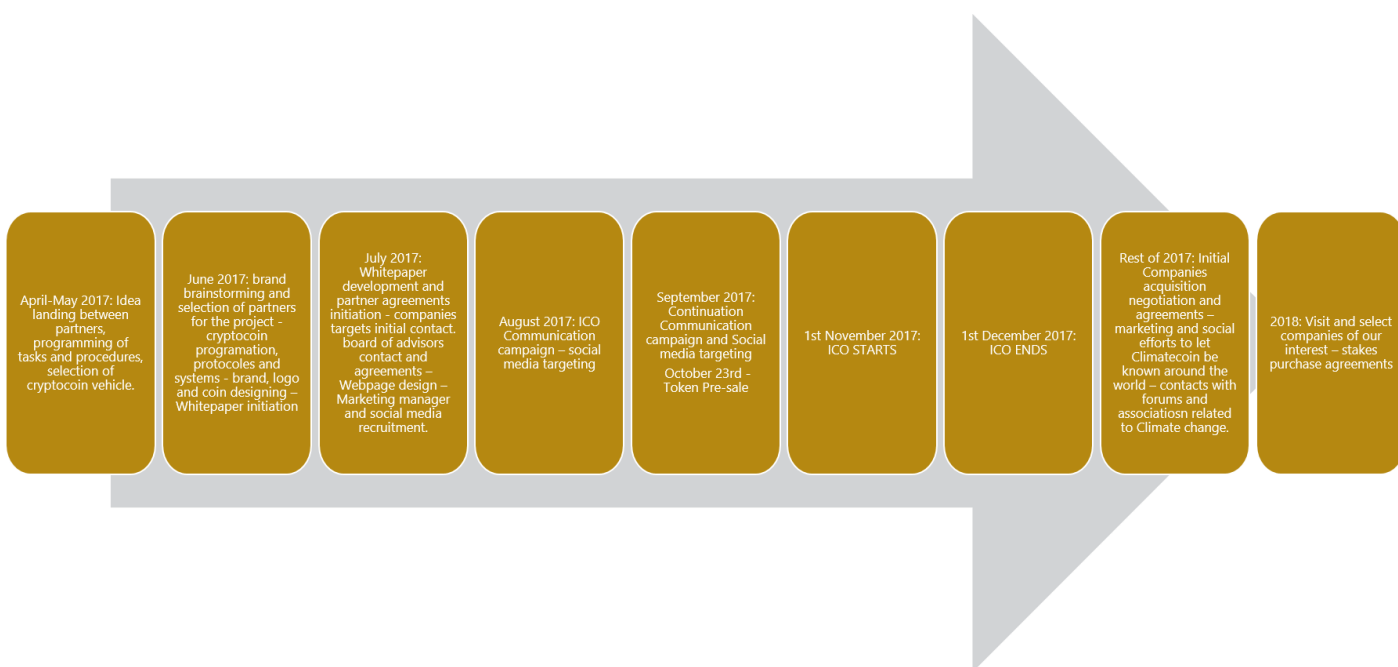 April-May 2017: Idea
landing between
partners,
programming of
tasks and procedures,
selection of
cryptocoin vehicle.
June 2017: brand
brainstorming and
selection of partners
for the project -
cryptocoin
programation,
protocoles and
systems - brand, logo
and coin designing –
Whitepaper initiation
July 2017:
Whitepaper
development and
partner agreements
initiation - companies
targets initial contact.
board of advisors
contact and
agreements –
Webpage design –
Marketing manager
and social media
recruitment.
August 2017: ICO
Communication
campaign – social
media targeting
September 2017:
Continuation
Communication
campaign and Social
media targeting
October 23rd -
Token Pre-sale
1st November 2017:
ICO STARTS
1st December 2017:
ICO ENDS
Rest of 2017: Initial
Companies
acquisition
negotiation and
agreements –
marketing and social
efforts to let
Climatecoin be
known around the
world – contacts with
forums and
associatiosn related
to Climate change.
2018: Visit and select
companies of our
interest – stakes
purchase agreements